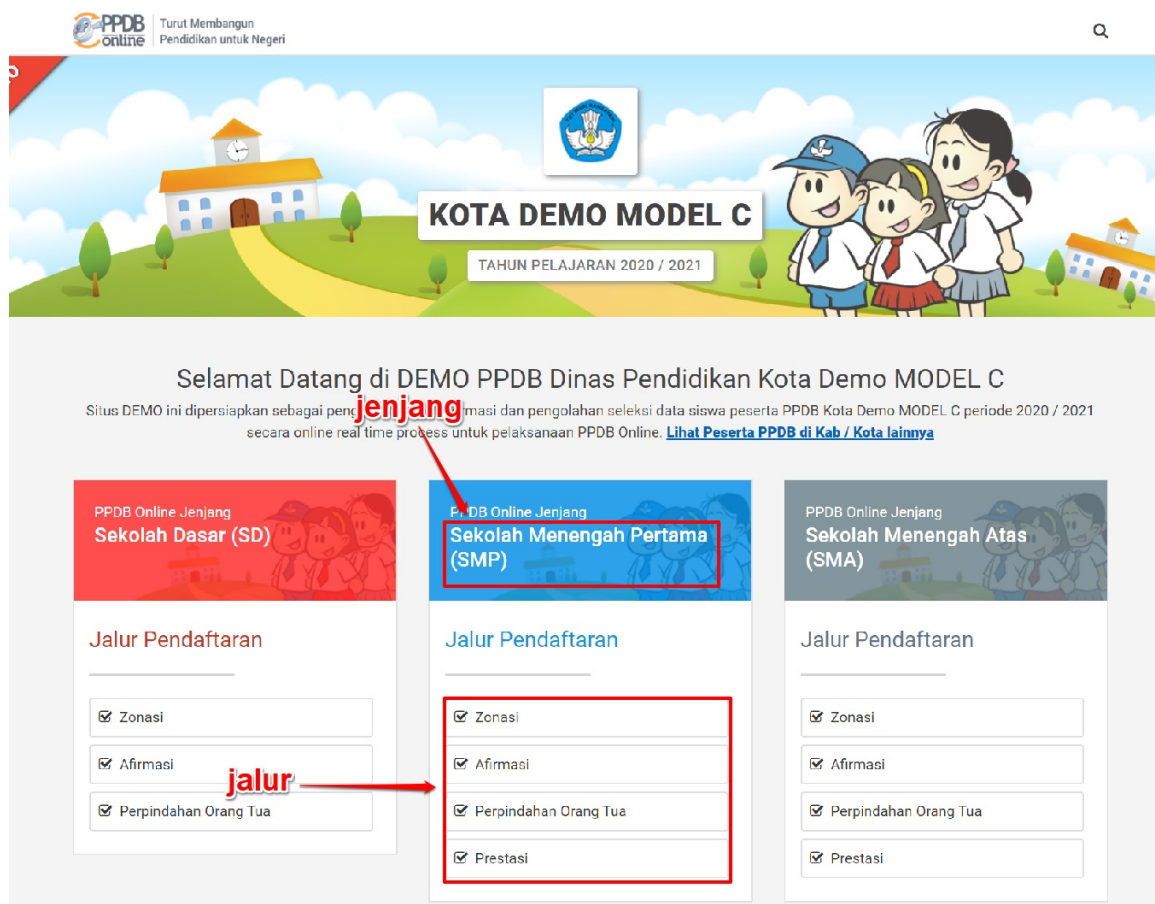 PPDB
online
Turut Membangun
Pendidikan untuk Negeri
KOTA DEMO MODEL C
TAHUN PELAJARAN 2020 / 2021
Selamat Datang di DEMO PPDB Dinas Pendidikan Kota Demo MODEL C
Situs DEMO ini dipersiapkan sebagai jenjang dan pengolahan seleksi data siswa peserta PPDB Kota Demo MODEL C periode 2020 / 2021
secara online real time process untuk pelaksanaan PPDB Online. Lihat Peserta PPDB di Kab / Kota lainnya
PPDB Online Jenjang
Sekolah Dasar (SD)
Jalur Pendaftaran
Zonasi
Afirmasi
Perpindahan Orang Tua
jalur
PPDB Online Jenjang
Sekolah Menengah Pertama
(SMP)
Jalur Pendaftaran
Zonasi
Afirmasi
Perpindahan Orang Tua
Prestasi
PPDB Online Jenjang
Sekolah Menengah Atas
(SMA)
Jalur Pendaftaran
Zonasi
Afirmasi
Perpindahan Orang Tua
Prestasi